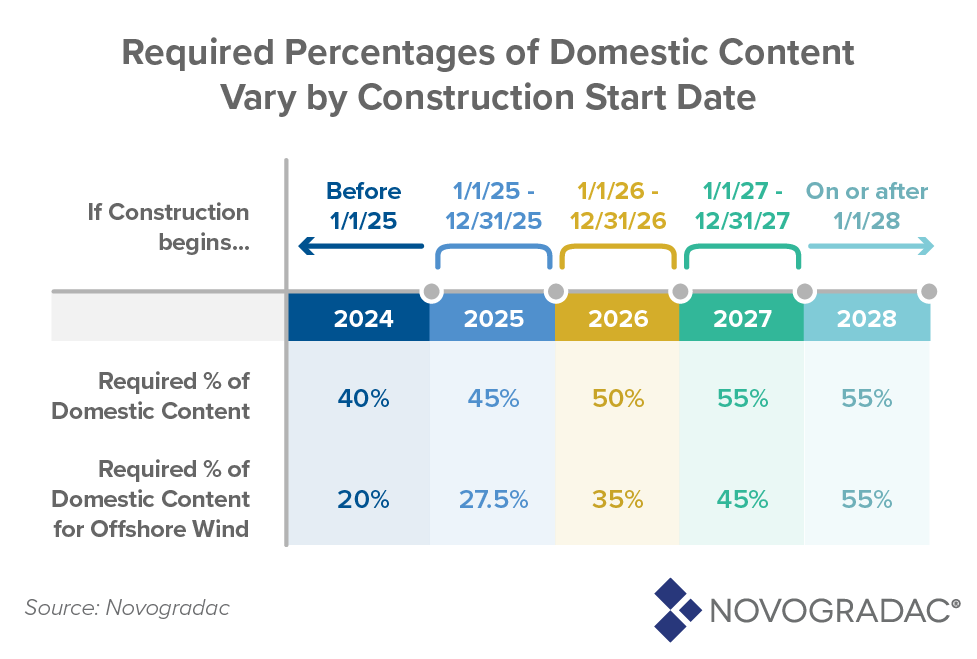 Required Percentages of Domestic Content
Vary by Construction Start Date
If Construction
begins...
Before
1/1/25
1/1/25 -
12/31/25
1/1/26 -
12/31/26
1/1/27 -
12/31/27
On or after
1/1/28
2024 2025 2026 2027 2028
Required % of
Domestic Content
40% 45% 50% 55% 55%
Required % of
Domestic Content
for Offshore Wind
20% 27.5% 35% 45% 55%
Source: Novogradac
NOVOGRADAC®